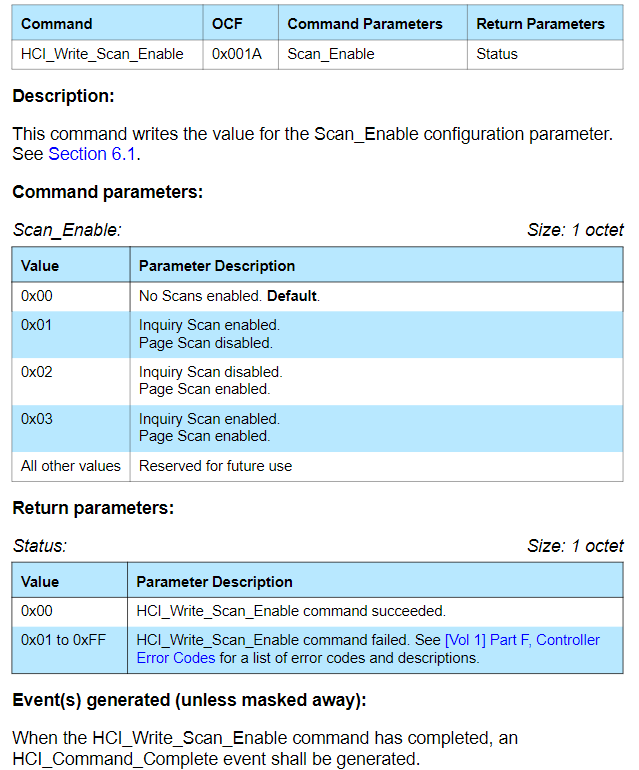 Command OCF Command Parameters Return Parameters
HCI_Write_Scan_Enable 0x001A Scan_Enable Status
Description:
This command writes the value for the Scan_Enable configuration parameter.
See Section 6.1.
Command parameters:
Scan_Enable: Size: 1 octet
Value Parameter Description
0x00 No Scans enabled. Default.
0x01 Inquiry Scan enabled.
Page Scan disabled.
0x02 Inquiry Scan disabled.
Page Scan enabled.
0x03 Inquiry Scan enabled.
Page Scan enabled.
All other values Reserved for future use
Return parameters:
Status: Size: 1 octet
Value Parameter Description
0x00 HCI_Write_Scan_Enable command succeeded.
0x01 to 0xFF HCI_Write_Scan_Enable command failed. See [Vol 1] Part F, Controller
Error Codes for a list of error codes and descriptions.
Event(s) generated (unless masked away):
When the HCI_Write_Scan_Enable command has completed, an
HCI_Command_Complete event shall be generated.